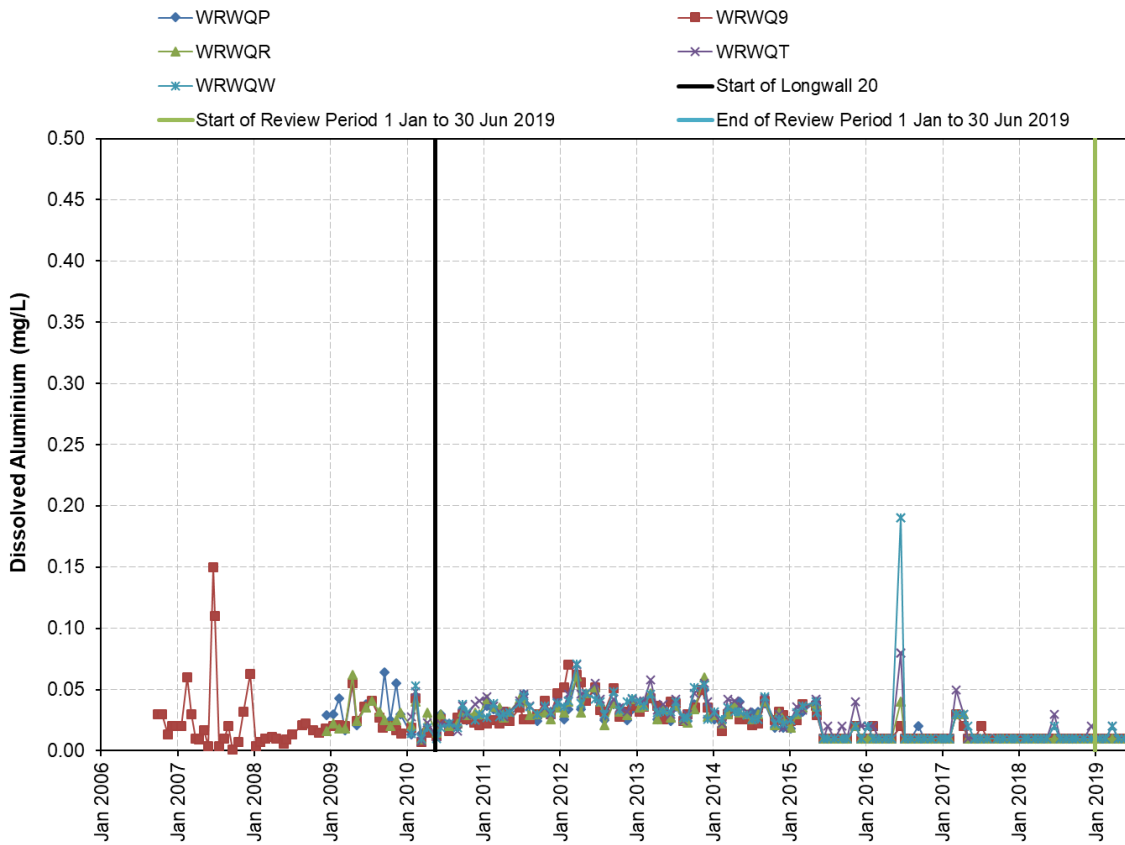 WRWQP WRWQ9
WRWQR WRWQT
WRWQW Start of Longwall 20
Start of Review Period 1 Jan to 30 Jun 2019 End of Review Period 1 Jan to 30 Jun 2019
Dissolved Aluminium (mg/L)
0.50
0.45
0.40
0.35
0.30
0.25
0.20
0.15
0.10
0.05
0.00
Jan 2006
Jan 2007
Jan 2008
Jan 2009
Jan 2010
Jan 2011
Jan 2012
Jan 2013
Jan 2014
Jan 2015
Jan 2016
Jan 2017
Jan 2018
Jan 2019